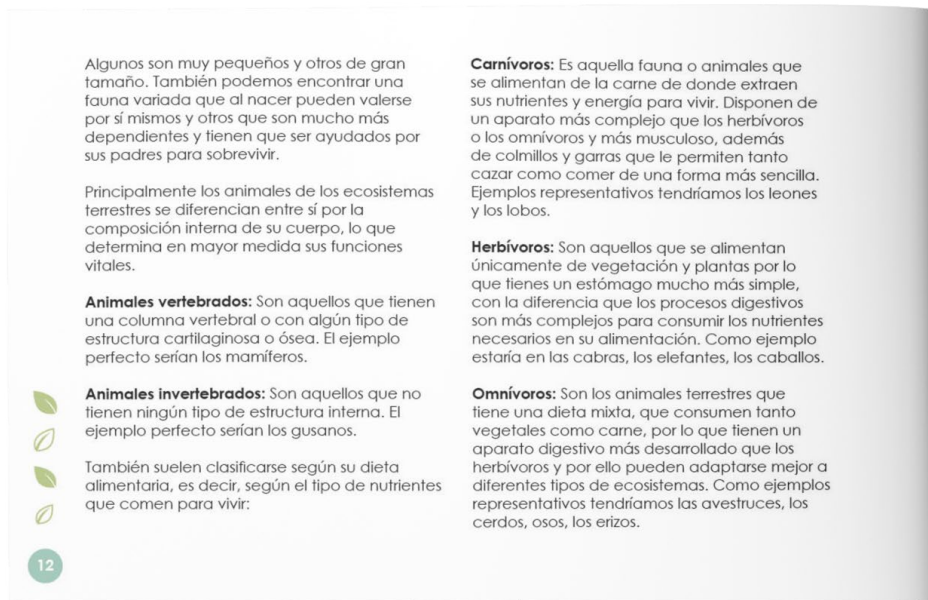 Algunos son muy pequeños y otros de gran
tamaño. También podemos encontrar una
fauna variada que al nacer pueden valerse
por sí mismos y otros que son mucho más
dependientes y tienen que ser ayudados por
sus padres para sobrevivir.
Principalmente los animales de los ecosistemas
terrestres se diferencian entre sí por la
composición interna de su cuerpo, lo que
determina en mayor medida sus funciones
vitales.
Animales vertebrados: Son aquellos que tienen
una columna vertebral o con algún tipo de
estructura cartilaginosa o ósea. El ejemplo
perfecto serían los mamíferos.
Animales invertebrados: Son aquellos que no
tienen ningún tipo de estructura interna. El
ejemplo perfecto serían los gusanos.
También suelen clasificarse según su dieta
alimentaria, es decir, según el tipo de nutrientes
que comen para vivir:
Carnívoros: Es aquella fauna o animales que
se alimentan de la carne de donde extraen
sus nutrientes y energía para vivir. Disponen de
un aparato más complejo que los herbívoros
o los omnívoros y más musculoso, además
de colmillos y garras que le permiten tanto
cazar como comer de una forma más sencilla.
Ejemplos representativos tendríamos los leones
y los lobos.
Herbívoros: Son aquellos que se alimentan
únicamente de vegetación y plantas por lo
que tienes un estómago mucho más simple,
con la diferencia que los procesos digestivos
son más complejos para consumir los nutrientes
necesarios en su alimentación. Como ejemplo
estaría en las cabras, los elefantes, los caballos.
Omnívoros: Son los animales terrestres que
tiene una dieta mixta, que consumen tanto
vegetales como carne, por lo que tienen un
aparato digestivo más desarrollado que los
herbívoros y por ello pueden adaptarse mejor a
diferentes tipos de ecosistemas. Como ejemplos
representativos tendríamos las avestruces, los
cerdos, osos, los erizos.
12